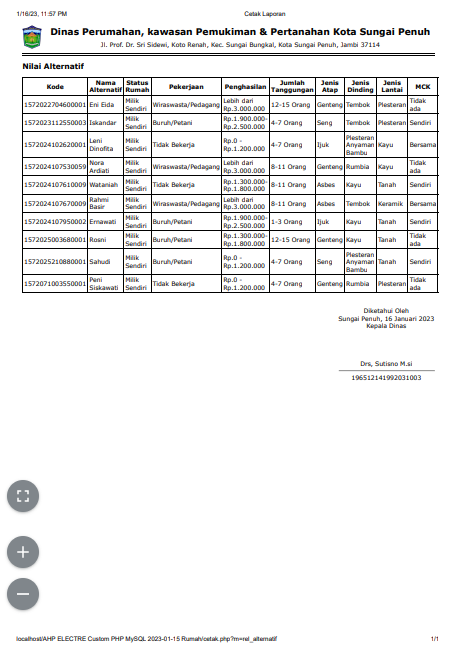 1/16/23, 11:57 PM Cetak Laporan
Dinas Perumahan, kawasan Pemukiman & Pertanahan Kota Sungai Penuh
Jl. Prof. Dr. Sri Sidewi, Koto Renah, Kec. Sungai Bungkal, Kota Sungai Penuh, Jambi 37114
Nilai Alternatif
Kode Nama Alternatif Status Rumah Pekerjaan Penghasilan Jumlah Tanggungan Jenis Atap Jenis Dinding Jenis Lantai MCK
1572022704600001 Eni Eida Milik Sendiri Wiraswasta/Pedagang Lebih dari Rp.3.000.000 12-15 Orang Genteng Tembok Plesteran Tidak ada
1572023112550003 Iskandar Milik Sendiri Buruh/Petani Rp.1.900.000-Rp.2.500.000 4-7 Orang Seng Tembok Plesteran Sendiri
1572024102620001 Leni Dinofita Milik Sendiri Tidak Bekerja Rp.0 - Rp.1.200.000 4-7 Orang Ijuk Plesteran Anyaman Bambu Kayu Bersama
1572024107530059 Nora Ardiati Milik Sendiri Wiraswasta/Pedagang Lebih dari Rp.3.000.000 8-11 Orang Genteng Rumbia Kayu Tidak ada
1572024107610009 Wataniah Milik Sendiri Tidak Bekerja Rp.1.300.000-Rp.1.800.000 8-11 Orang Asbes Kayu Tanah Sendiri
1572024107670009 Rahmi Basir Milik Sendiri Wiraswasta/Pedagang Lebih dari Rp.3.000.000 8-11 Orang Asbes Tembok Keramik Bersama
1572024107950002 Ernawati Milik Sendiri Buruh/Petani Rp.1.900.000-Rp.2.500.000 1-3 Orang Ijuk Kayu Tanah Sendiri
1572025003680001 Rosni Milik Sendiri Buruh/Petani Rp.1.300.000-Rp.1.800.000 12-15 Orang Genteng Kayu Tanah Tidak ada
1572025210880001 Sahudi Milik Sendiri Buruh/Petani Rp.0 - Rp.1.200.000 4-7 Orang Seng Plesteran Anyaman Bambu Tanah Sendiri
1572071003550001 Peni Siskawati Milik Sendiri Tidak Bekerja Rp.0 - Rp.1.200.000 4-7 Orang Genteng Rumbia Plesteran Tidak ada
Diketahui Oleh
Sungai Penuh, 16 Januari 2023
Kepala Dinas
Drs, Sutisno M.si
196512141992031003
localhost/AHP ELECTRE Custom PHP MySQL 2023-01-15 Rumah/cetak.php?m=rel_alternatif 1/1